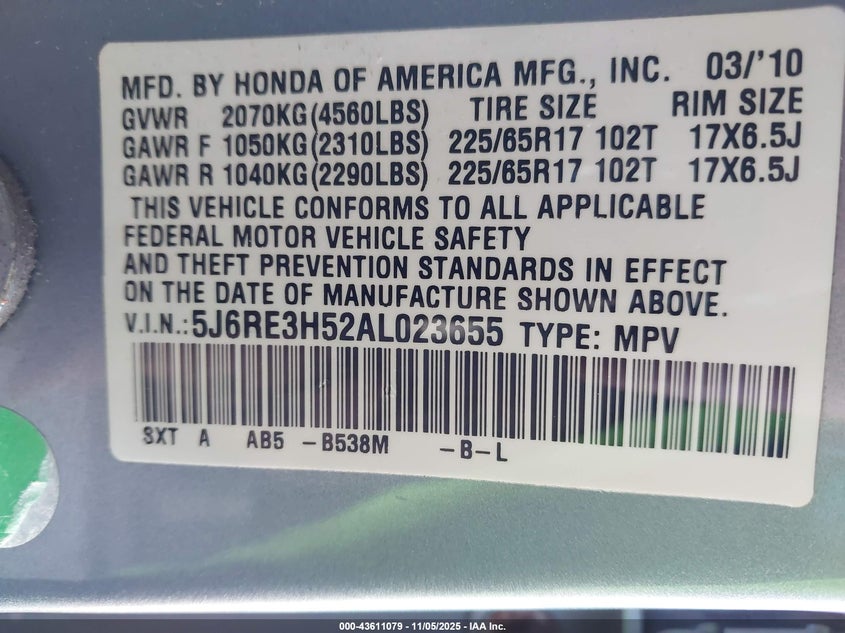 MFD. BY HONDA OF AMERICA MFG., INC. 03/'10
GVWR 2070KG(4560LBS) TIRE SIZE RIM SIZE
GAWR F 1050KG(2310LBS) 225/65R17 102T 17X6.5J
GAWR R 1040KG(2290LBS) 225/65R17 102T 17X6.5J
THIS VEHICLE CONFORMS TO ALL APPLICABLE
FEDERAL MOTOR VEHICLE SAFETY
AND THEFT PREVENTION STANDARDS IN EFFECT
ON THE DATE OF MANUFACTURE SHOWN ABOVE.
V.I.N.:5J6RE3H52AL023655 TYPE: MPV
SXT A AB5 -B538M -B-L
000-43611079 - 11/05/2025 - IAA Inc.